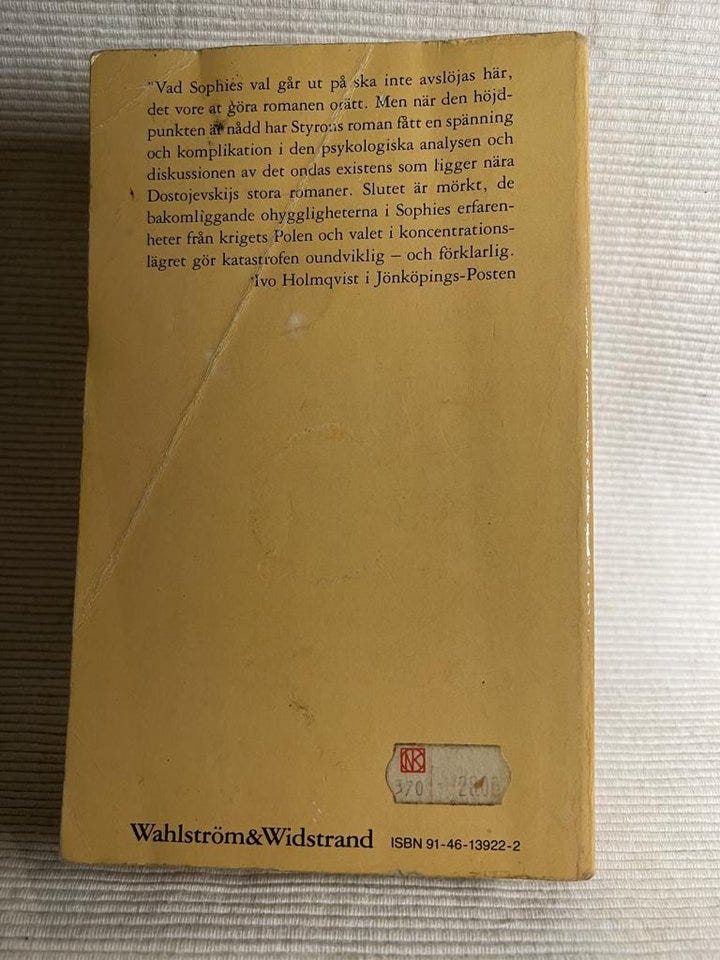 "Vad Sophies val går ut på ska inte avslöjas här,
det vore at göra romanen orätt. Men när den höjd-
punkten är nådd har Styrons roman fått en spänning
och komplikation i den psykologiska analysen och
diskussionen av det ondas existens som ligger nära
Dostojevskijs stora romaner. Slutet är mörkt, de
bakomliggande ohyggligheterna i Sophies erfaren-
heter från krigets Polen och valet i koncentrations-
lägret gör katastrofen oundviklig – och förklarlig.
Ivo Holmqvist i Jönköpings-Posten
NK
370
Wahlström&Widstrand ISBN 91-46-13922-2